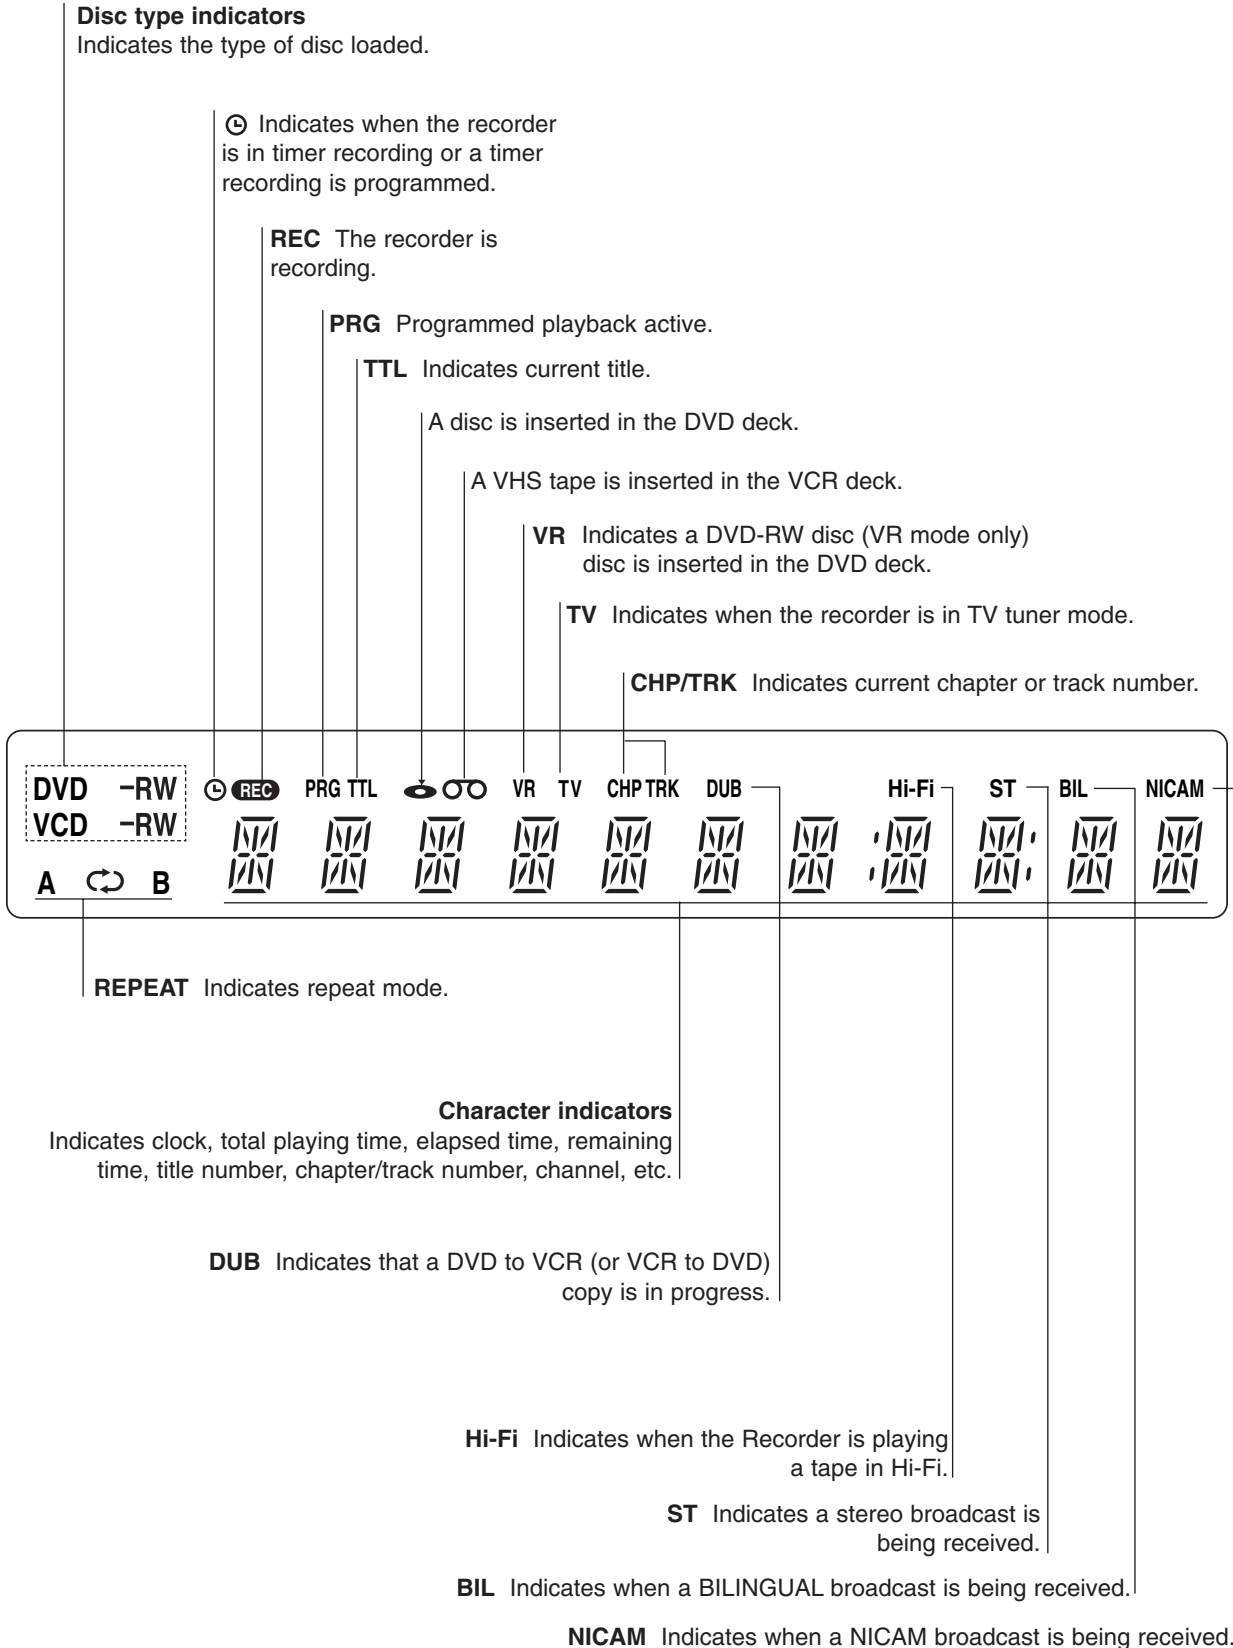 Disc type indicators
Indicates the type of disc loaded.
Indicates when the recorder
is in timer recording or a timer
recording is programmed.
REC The recorder is
recording.
PRG Programmed playback active.
TTL Indicates current title.
A disc is inserted in the DVD deck.
A VHS tape is inserted in the VCR deck.
VR Indicates a DVD-RW disc (VR mode only)
disc is inserted in the DVD deck.
TV Indicates when the recorder is in TV tuner mode.
CHP/TRK Indicates current chapter or track number.
DVD -RW REC PRG TTL VR TV CHP TRK DUB Hi-Fi ST BIL NICAM
VCD -RW
A B
REPEAT Indicates repeat mode.
Character indicators
Indicates clock, total playing time, elapsed time, remaining
time, title number, chapter/track number, channel, etc.
DUB Indicates that a DVD to VCR (or VCR to DVD)
copy is in progress.
Hi-Fi Indicates when the Recorder is playing
a tape in Hi-Fi.
ST Indicates a stereo broadcast is
being received.
BIL Indicates when a BILINGUAL broadcast is being received.
NICAM Indicates when a NICAM broadcast is being received.